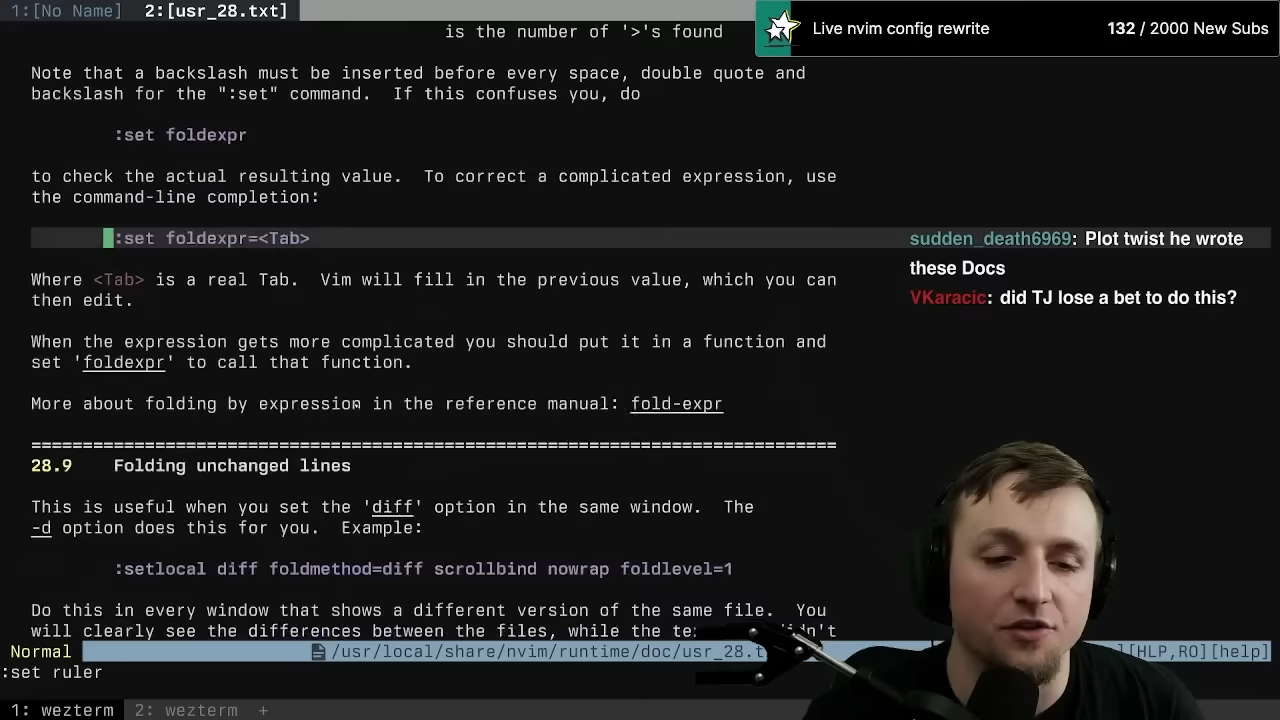 1:[No Name]  2:[usr_28.txt]
Live nvim config rewrite 132 / 2000 New Subs
is the number of '>'s found
Note that a backslash must be inserted before every space, double quote and
backslash for the ":set" command.  If this confuses you, do
:set foldexpr
to check the actual resulting value.  To correct a complicated expression, use
the command-line completion:
:set foldexpr=<Tab>
sudden_death6969: Plot twist he wrote
these Docs
VKaracic: did TJ lose a bet to do this?
Where <Tab> is a real Tab.  Vim will fill in the previous value, which you can
then edit.
When the expression gets more complicated you should put it in a function and
set 'foldexpr' to call that function.
More about folding by expression in the reference manual: fold-expr
==============================================================================
28.9    Folding unchanged lines
This is useful when you set the 'diff' option in the same window.  The
-d option does this for you.  Example:
:setlocal diff foldmethod=diff scrollbind nowrap foldlevel=1
Do this in every window that shows a different version of the same file.  You
will clearly see the differences between the files, while the
Normal /usr/local/share/nvim/runtime/doc/usr_28.t ][HLP,RO][help]
:set ruler
1: wezterm  2: wezterm  +